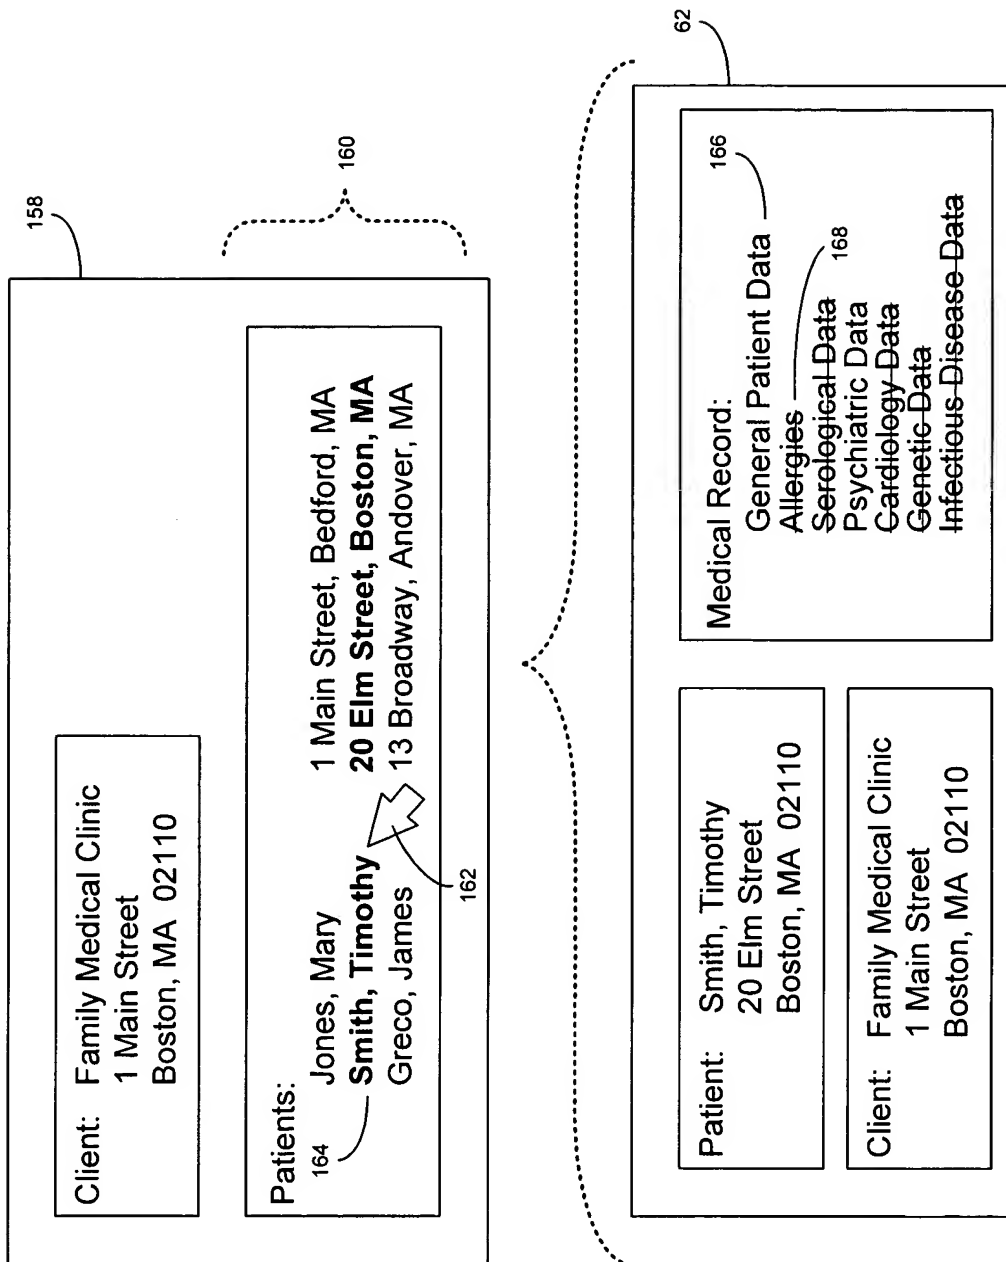 158
Client: Family Medical Clinic
1 Main Street
Boston, MA 02110
160
Patients:
164
Jones, Mary 1 Main Street, Bedford, MA
Smith, Timothy 20 Elm Street, Boston, MA
Greco, James 13 Broadway, Andover, MA
162
62
Patient: Smith, Timothy
20 Elm Street
Boston, MA 02110
Client: Family Medical Clinic
1 Main Street
Boston, MA 02110
Medical Record:
166
General Patient Data
Allergies
168
Serological Data
Psychiatric Data
Cardiology Data
Genetic Data
Infectious Disease Data